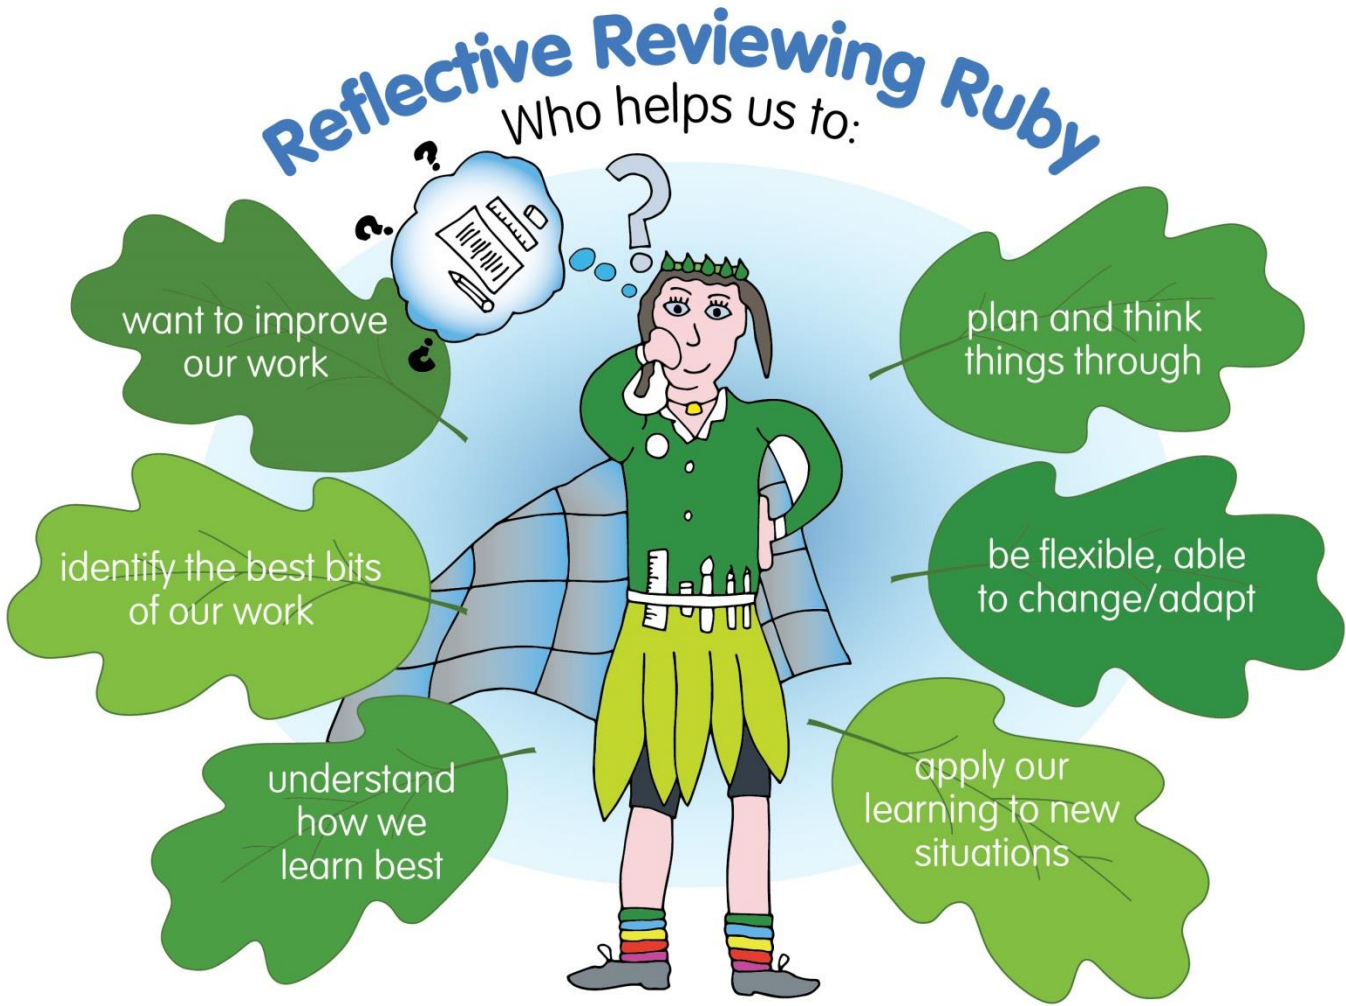 Reflective Reviewing Ruby
Who helps us to:
want to improve
our work
identify the best bits
of our work
understand
how we
learn best
plan and think
things through
be flexible, able
to change/adapt
apply our
learning to new
situations
?
?
?
?